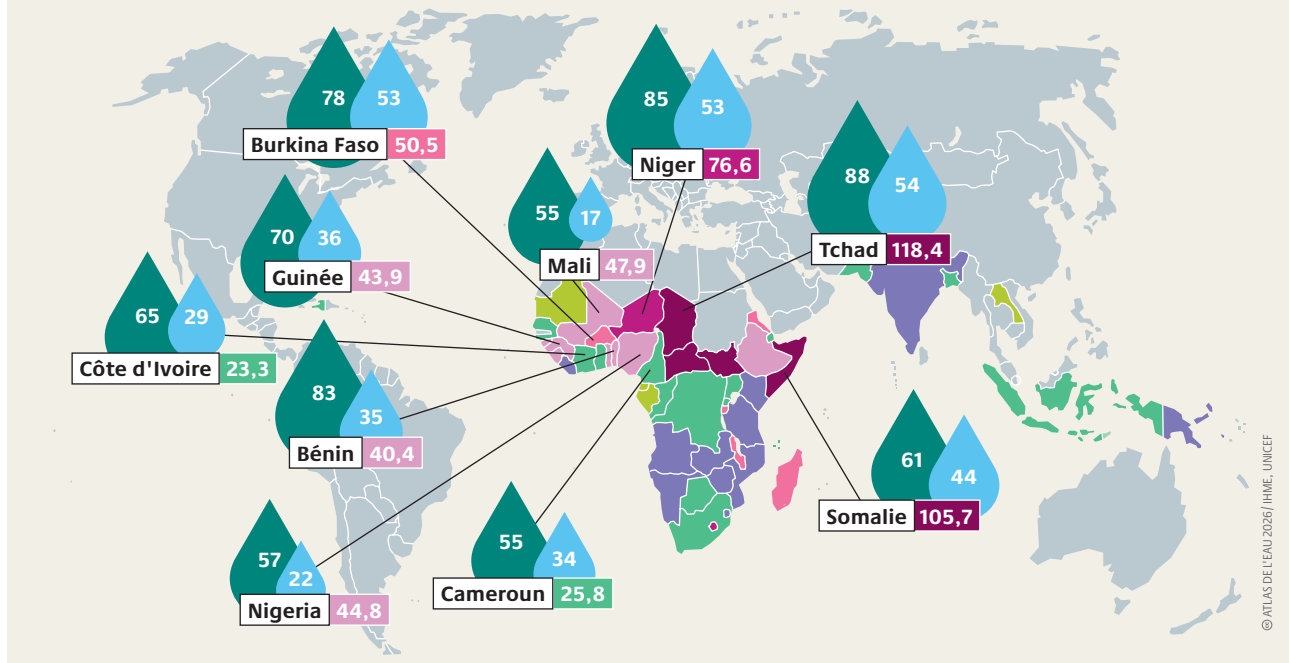 78 53
Burkina Faso 50,5
85 53
Niger 76,6
88 54
Tchad 118,4
55 17
Mali 47,9
70 36
Guinée 43,9
65 29
Côte d'Ivoire 23,3
83 35
Bénin 40,4
61 44
Somalie 105,7
57 22
Nigeria 44,8
55 34
Cameroun 25,8
© ATLAS DE L'EAU 2026/ IHME, UNICEF